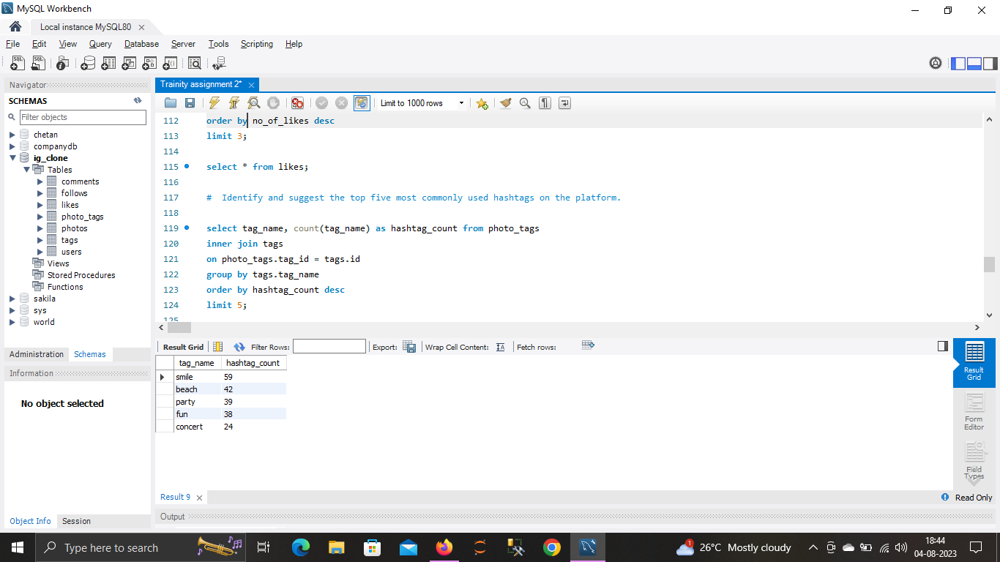 MySQL Workbench
Local instance MySQL80
File Edit View Query Database Server Tools Scripting Help
Navigator
SCHEMAS
Filter objects
chetan
companydb
ig_clone
Tables
comments
follows
likes
photo_tags
photos
tags
users
Views
Stored Procedures
Functions
sakila
sys
world
Administration Schemas
Information
No object selected
Object Info Session
Trainity assignment 2*
Limit to 1000 rows
112 order by no_of_likes desc
113 limit 3;
114
115 select * from likes;
116
117 # Identify and suggest the top five most commonly used hashtags on the platform.
118
119 select tag_name, count(tag_name) as hashtag_count from photo_tags
120 inner join tags
121 on photo_tags.tag_id = tags.id
122 group by tags.tag_name
123 order by hashtag_count desc
124 limit 5;
125
Result Grid Filter Rows: Export: Wrap Cell Content: Fetch rows:
tag_name hashtag_count
smile 59
beach 42
party 39
fun 38
concert 24
Result Grid
Form Editor
Field Types
Result 9
Read Only
Output
Type here to search
1
26°C Mostly cloudy
18:44
04-08-2023